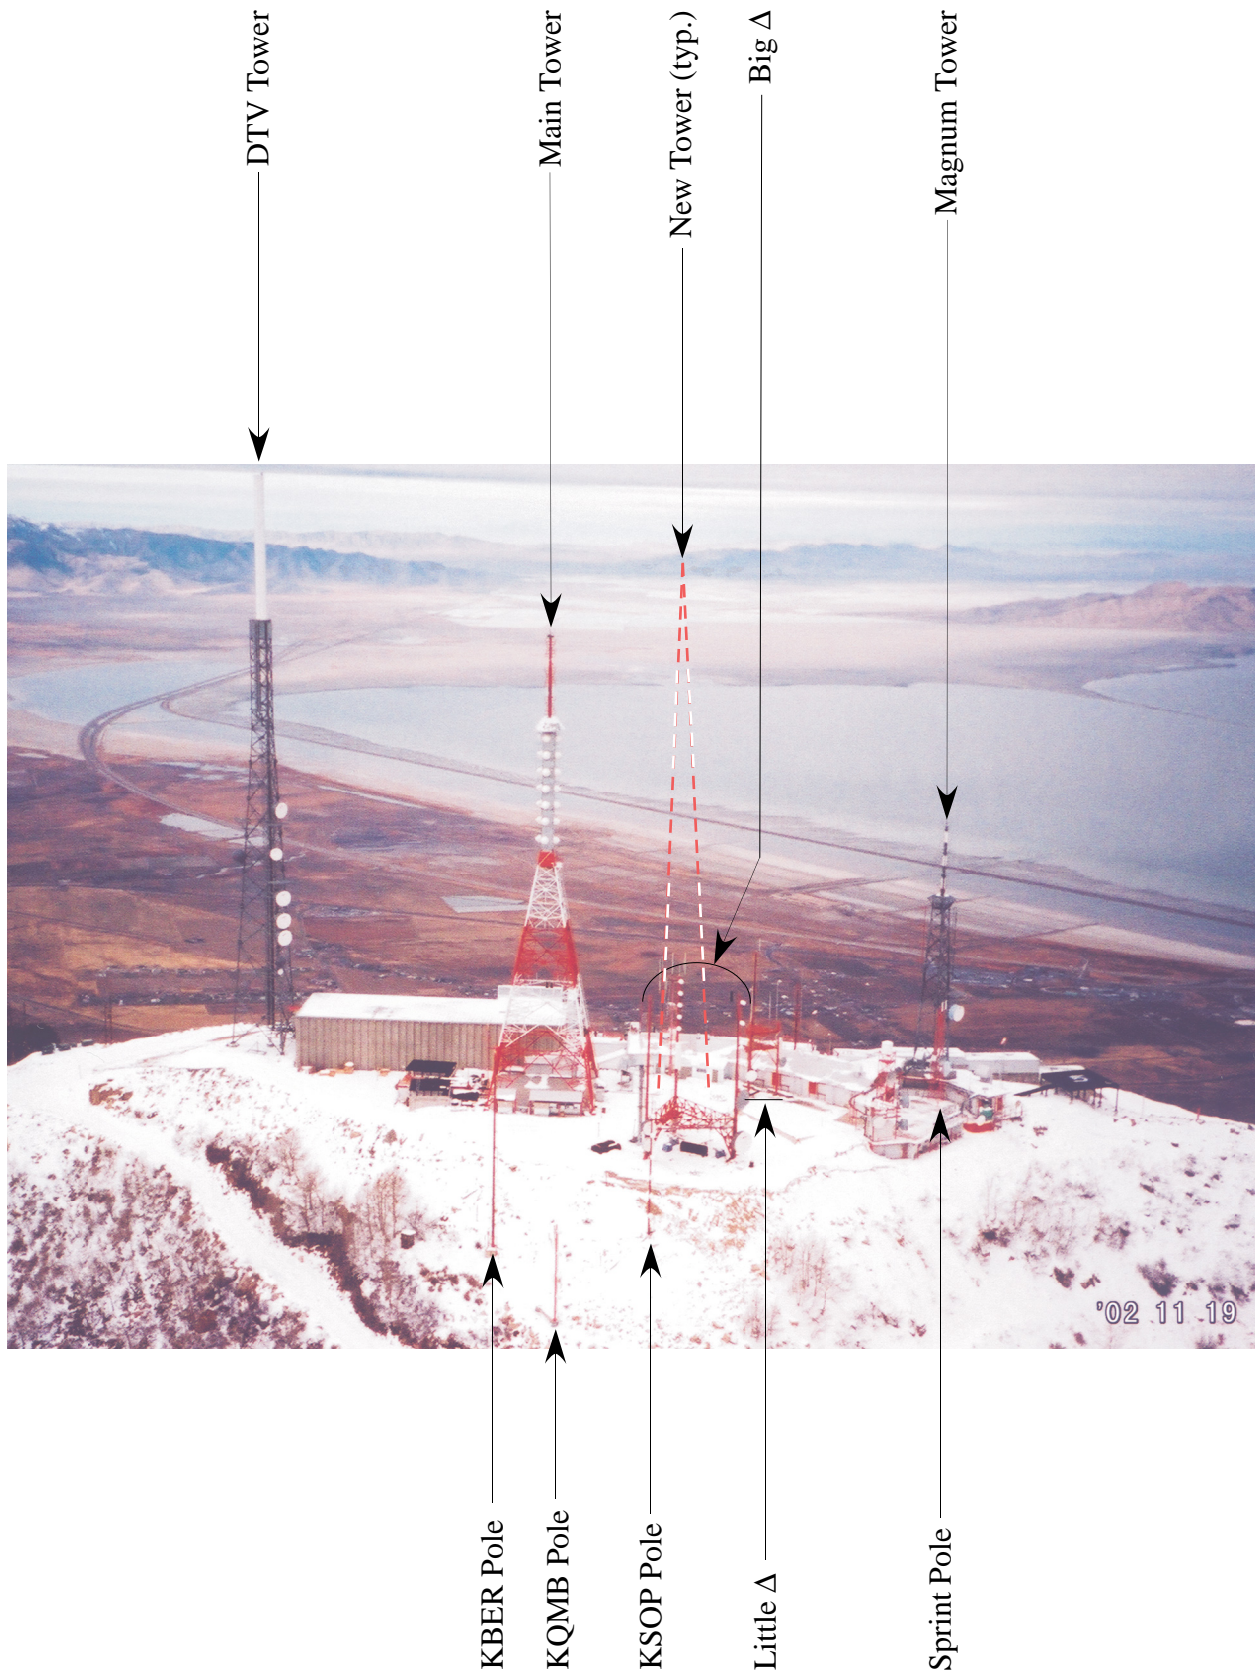 DTV Tower
Main Tower
New Tower (typ.)
Big Δ
Magnum Tower
'02 11 19
KBER Pole
KQMB Pole
KSOP Pole
Little Δ
Sprint Pole